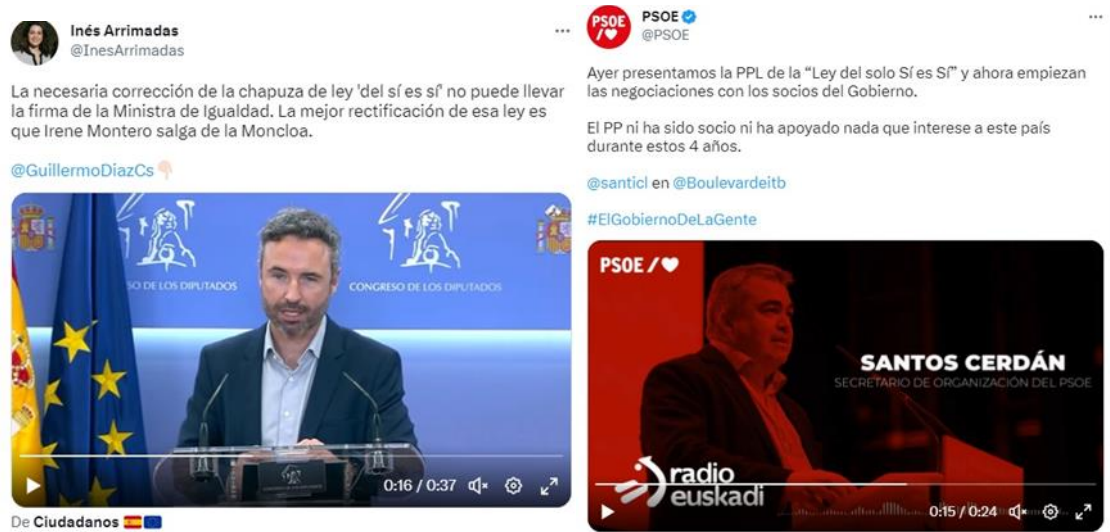 Inés Arrimadas
@InesArrimadas
La necesaria corrección de la chapuza de ley 'del sí es sí' no puede llevar
la firma de la Ministra de Igualdad. La mejor rectificación de esa ley es
que Irene Montero salga de la Moncloa.
@GuillermoDiazCs
SO DE LOS DIPUTADOS
CONGRESO DE LOS DIPUTADOS
0:16 / 0:37
De Ciudadanos
PSOE
PSOE
@PSOE
Ayer presentamos la PPL de la “Ley del solo Sí es Sí” y ahora empiezan
las negociaciones con los socios del Gobierno.
El PP ni ha sido socio ni ha apoyado nada que interese a este país
durante estos 4 años.
@santicl en @Boulevardeitb
#ElGobiernoDeLaGente
PSOE/
SANTOS CERDÁN
SECRETARIO DE ORGANIZACIÓN DEL PSOE
radio
euskadi
0:15 / 0:24